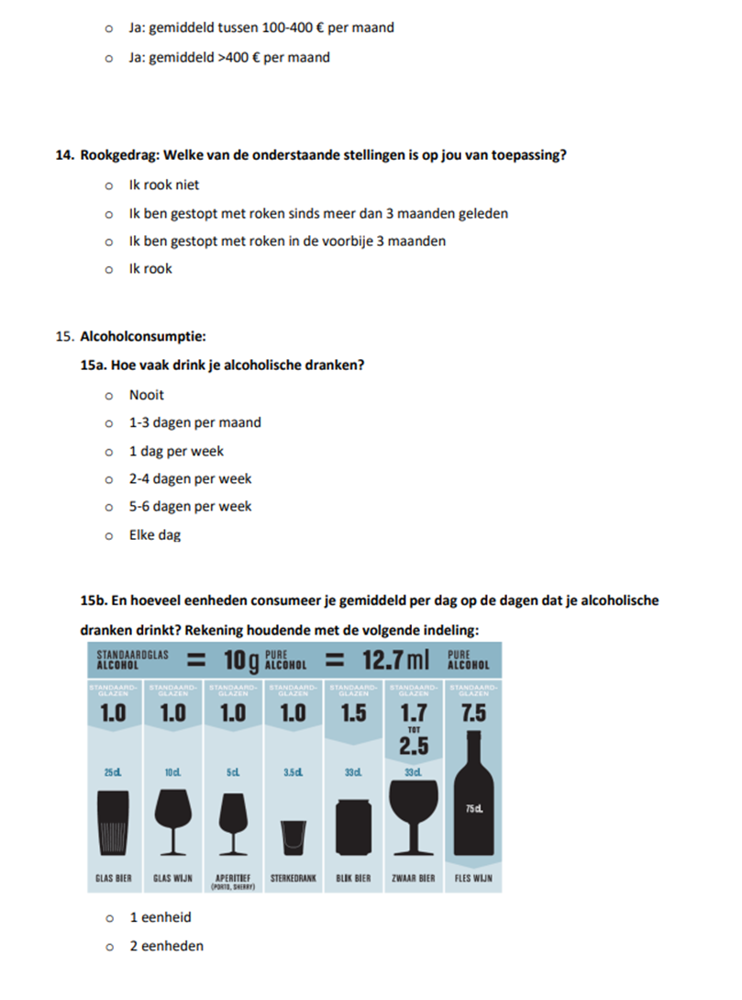 o Ja: gemiddeld tussen 100-400 € per maand
o Ja: gemiddeld >400 € per maand
14. Rookgedrag: Welke van de onderstaande stellingen is op jou van toepassing?
o Ik rook niet
o Ik ben gestopt met roken sinds meer dan 3 maanden geleden
o Ik ben gestopt met roken in de voorbije 3 maanden
o Ik rook
15. Alcoholconsumptie:
15a. Hoe vaak drink je alcoholische dranken?
o Nooit
o 1-3 dagen per maand
o 1 dag per week
o 2-4 dagen per week
o 5-6 dagen per week
o Elke dag
15b. En hoeveel eenheden consumeer je gemiddeld per dag op de dagen dat je alcoholische
dranken drinkt? Rekening houdende met de volgende indeling:
STANDAARDGLAS ALCOHOL = 10g PURE ALCOHOL = 12.7ml PURE ALCOHOL
STANDAARD-GLAZEN STANDAARD-GLAZEN STANDAARD-GLAZEN STANDAARD-GLAZEN STANDAARD-GLAZEN STANDAARD-GLAZEN STANDAARD-GLAZEN
1.0 1.0 1.0 1.0 1.5 1.7 TOT 2.5 7.5
25cl. 10cl. 5cl. 3.5cl. 33cl. 33cl. 75cl.
GLAS BIER GLAS WIJN APERITIEF (PORTO, SHERRY) STERKEDRANK BLIK BIER ZWAAR BIER FLES WIJN
o 1 eenheid
o 2 eenheden